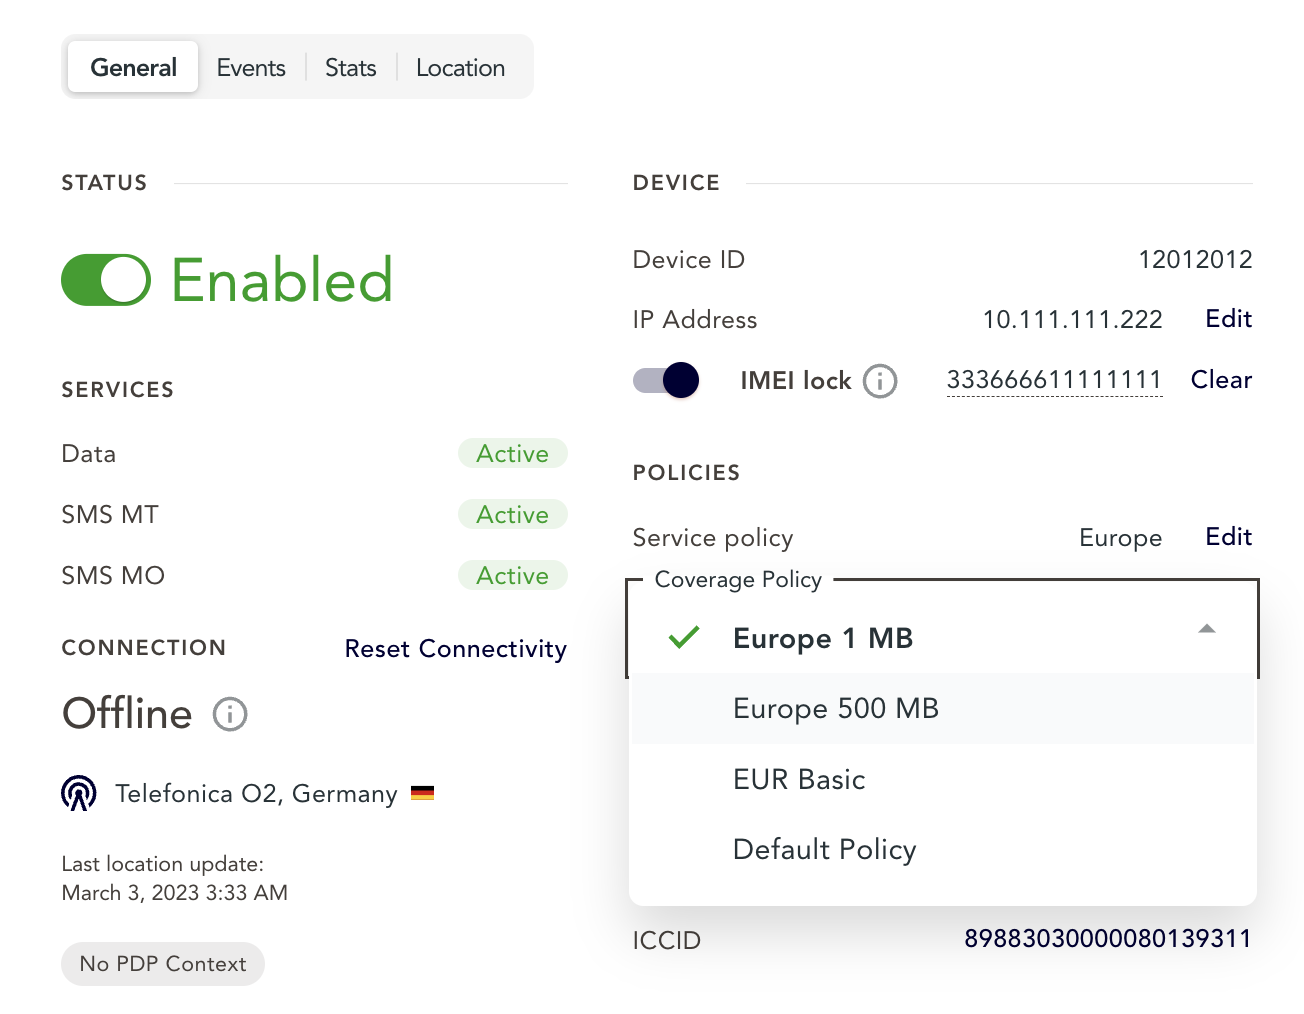 General Events Stats Location
STATUS
Enabled
SERVICES
Data Active
SMS MT Active
SMS MO Active
CONNECTION Reset Connectivity
Offline
Telefonica O2, Germany
Last location update:
March 3, 2023 3:33 AM
No PDP Context
DEVICE
Device ID 12012012
IP Address 10.111.111.222 Edit
IMEI lock 333666611111111 Clear
POLICIES
Service policy Europe Edit
Coverage Policy
Europe 1 MB
Europe 500 MB
EUR Basic
Default Policy
ICCID 89883030000080139311